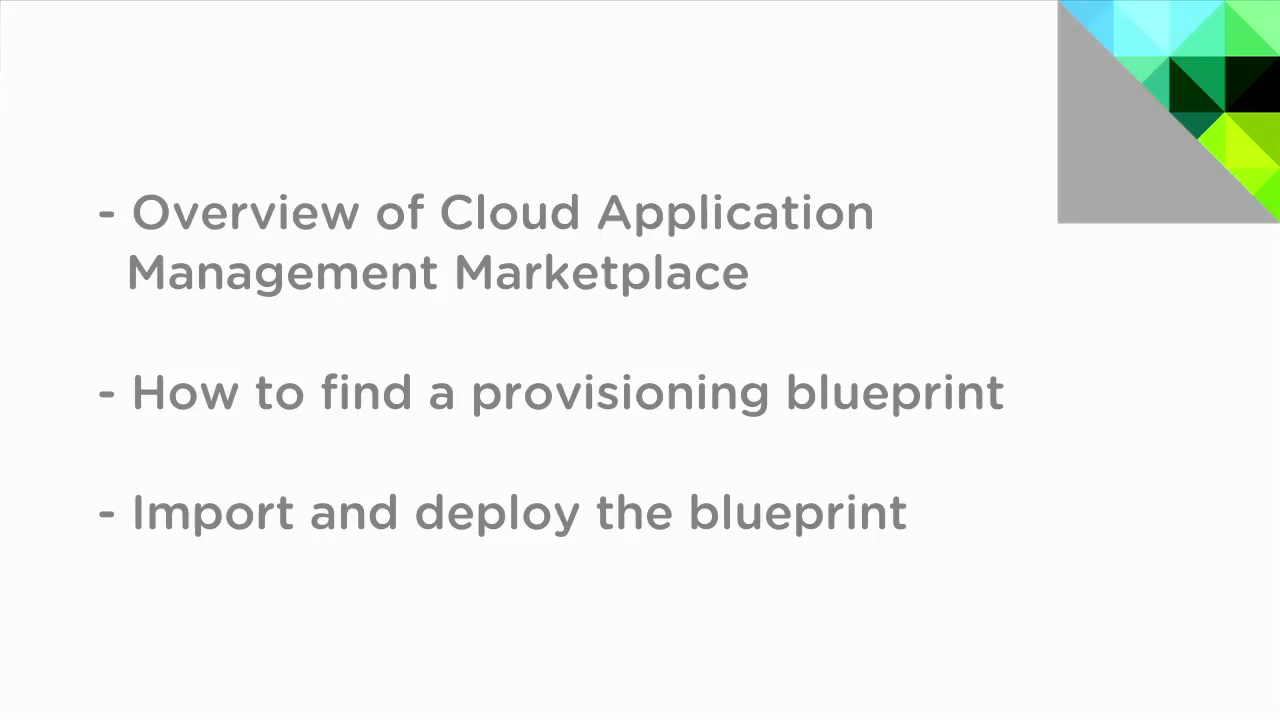 - Overview of Cloud Application
Management Marketplace
- How to find a provisioning blueprint
- Import and deploy the blueprint